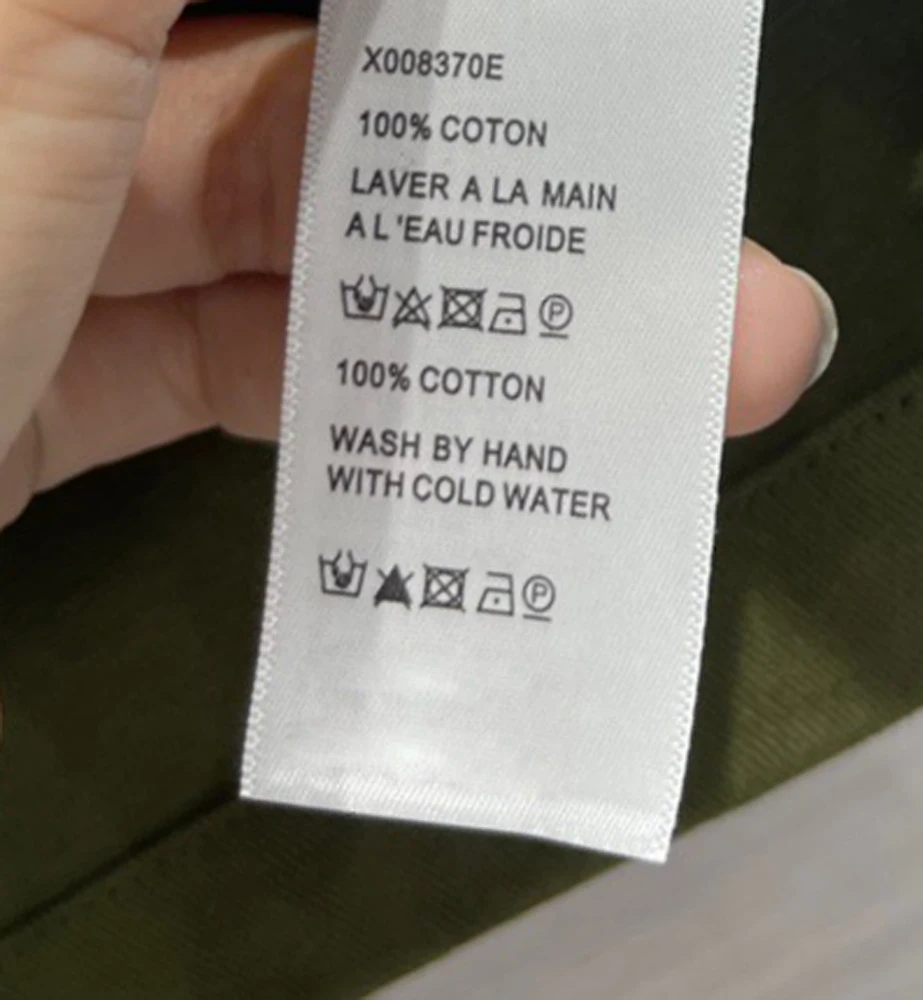 X008370E
100% COTON
LAVER A LA MAIN
A L 'EAU FROIDE
P
100% COTTON
WASH BY HAND
WITH COLD WATER
P